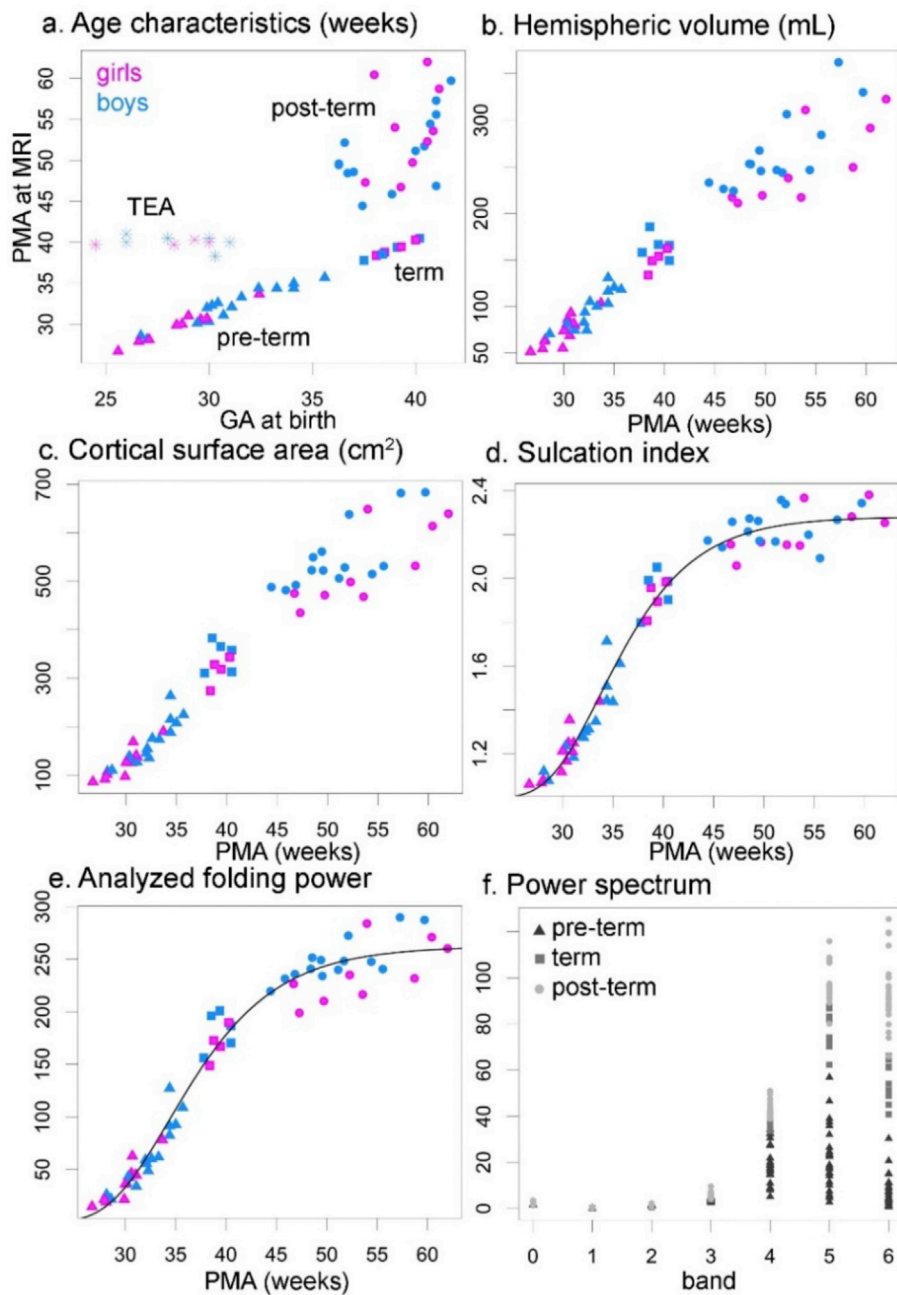 a. Age characteristics (weeks)
girls
boys
post-term
TEA
term
pre-term
PMA at MRI
30 35 40 45 50 55 60
25 30 35 40
GA at birth
b. Hemispheric volume (mL)
50 100 200 300
30 35 40 45 50 55 60
PMA (weeks)
c. Cortical surface area (cm²)
100 300 500 700
30 35 40 45 50 55 60
PMA (weeks)
d. Sulcation index
1.2 1.6 2.0 2.4
30 35 40 45 50 55 60
PMA (weeks)
e. Analyzed folding power
50 100 150 200 250 300
30 35 40 45 50 55 60
PMA (weeks)
f. Power spectrum
pre-term
term
post-term
0 20 40 60 80 100
0 1 2 3 4 5 6
band